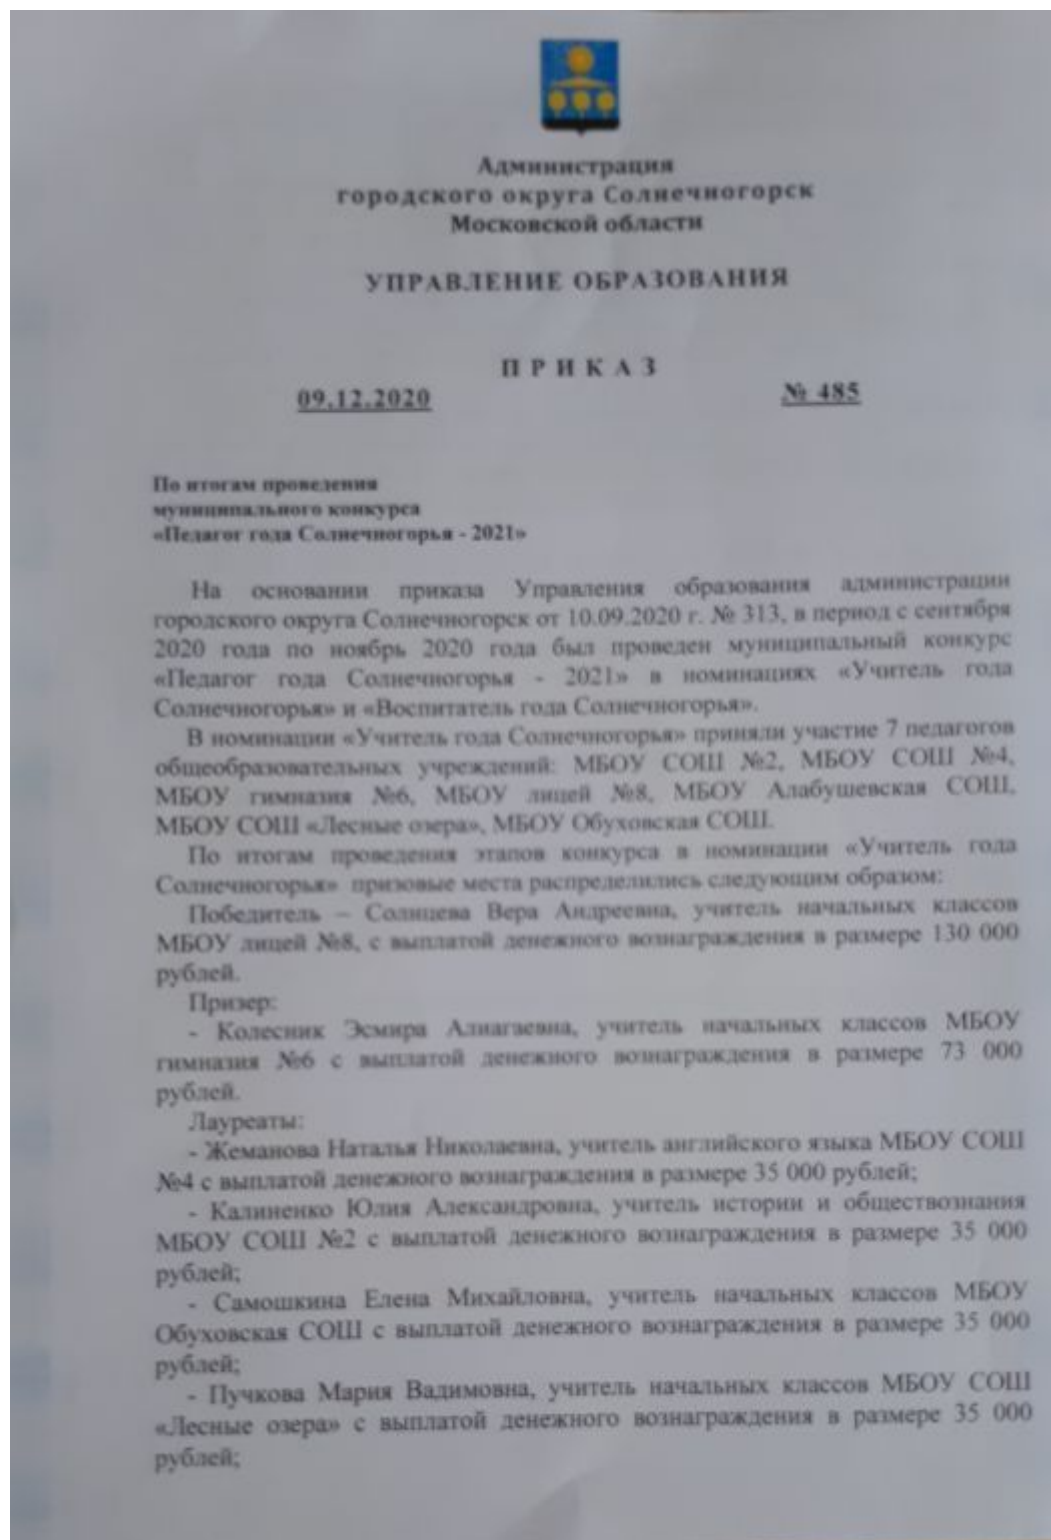 Администрация
городского округа Солнечногорск
Московской области
УПРАВЛЕНИЕ ОБРАЗОВАНИЯ
ПРИКАЗ
09.12.2020 № 485
По итогам проведения
муниципального конкурса
«Педагог года Солнечногорья - 2021»
На основании приказа Управления образования администрации
городского округа Солнечногорск от 10.09.2020 г. № 313, в период с сентября
2020 года по ноябрь 2020 года был проведен муниципальный конкурс
«Педагог года Солнечногорья - 2021» в номинациях «Учитель года
Солнечногорья» и «Воспитатель года Солнечногорья».
В номинации «Учитель года Солнечногорья» приняли участие 7 педагогов
общеобразовательных учреждений: МБОУ СОШ №2, МБОУ СОШ №4,
МБОУ гимназия №6, МБОУ лицей №8, МБОУ Алабушевская СОШ,
МБОУ СОШ «Лесные озера», МБОУ Обуховская СОШ.
По итогам проведения этапов конкурса в номинации «Учитель года
Солнечногорья» призовые места распределились следующим образом:
Победитель – Солнцева Вера Андреевна, учитель начальных классов
МБОУ лицей №8, с выплатой денежного вознаграждения в размере 130 000
рублей.
Призер:
- Колесник Эсмира Алиагаевна, учитель начальных классов МБОУ
гимназия №6 с выплатой денежного вознаграждения в размере 73 000
рублей.
Лауреаты:
- Жеманова Наталья Николаевна, учитель английского языка МБОУ СОШ
№4 с выплатой денежного вознаграждения в размере 35 000 рублей;
- Калиненко Юлия Александровна, учитель истории и обществознания
МБОУ СОШ №2 с выплатой денежного вознаграждения в размере 35 000
рублей;
- Самошкина Елена Михайловна, учитель начальных классов МБОУ
Обуховская СОШ с выплатой денежного вознаграждения в размере 35 000
рублей;
- Пучкова Мария Вадимовна, учитель начальных классов МБОУ СОШ
«Лесные озера» с выплатой денежного вознаграждения в размере 35 000
рублей;